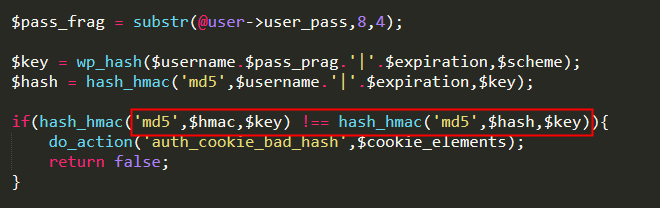 $pass_frag = substr(@user->user_pass,8,4);
$key = wp_hash($username.$pass_prag.'|'.$expiration,$scheme);
$hash = hash_hmac('md5',$username.'|'.$expiration,$key);
if(hash_hmac('md5',$hmac,$key) !== hash_hmac('md5',$hash,$key)){
do_action('auth_cookie_bad_hash',$cookie_elements);
return false;
}